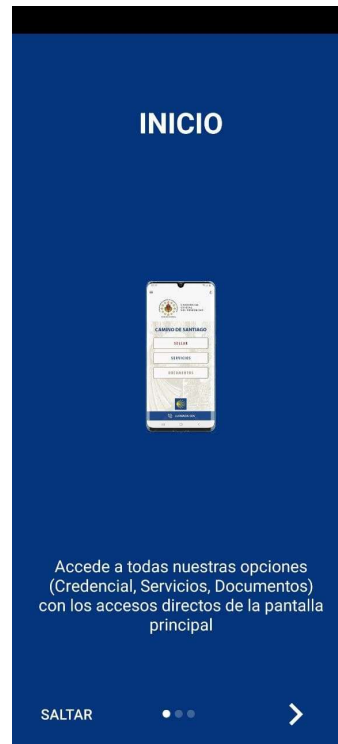 INICIO
CAMINO DE SANTIAGO
SELLAR
SERVICIOS
DOCUMENTOS
Accede a todas nuestras opciones
(Credencial, Servicios, Documentos)
con los accesos directos de la pantalla
principal
SALTAR